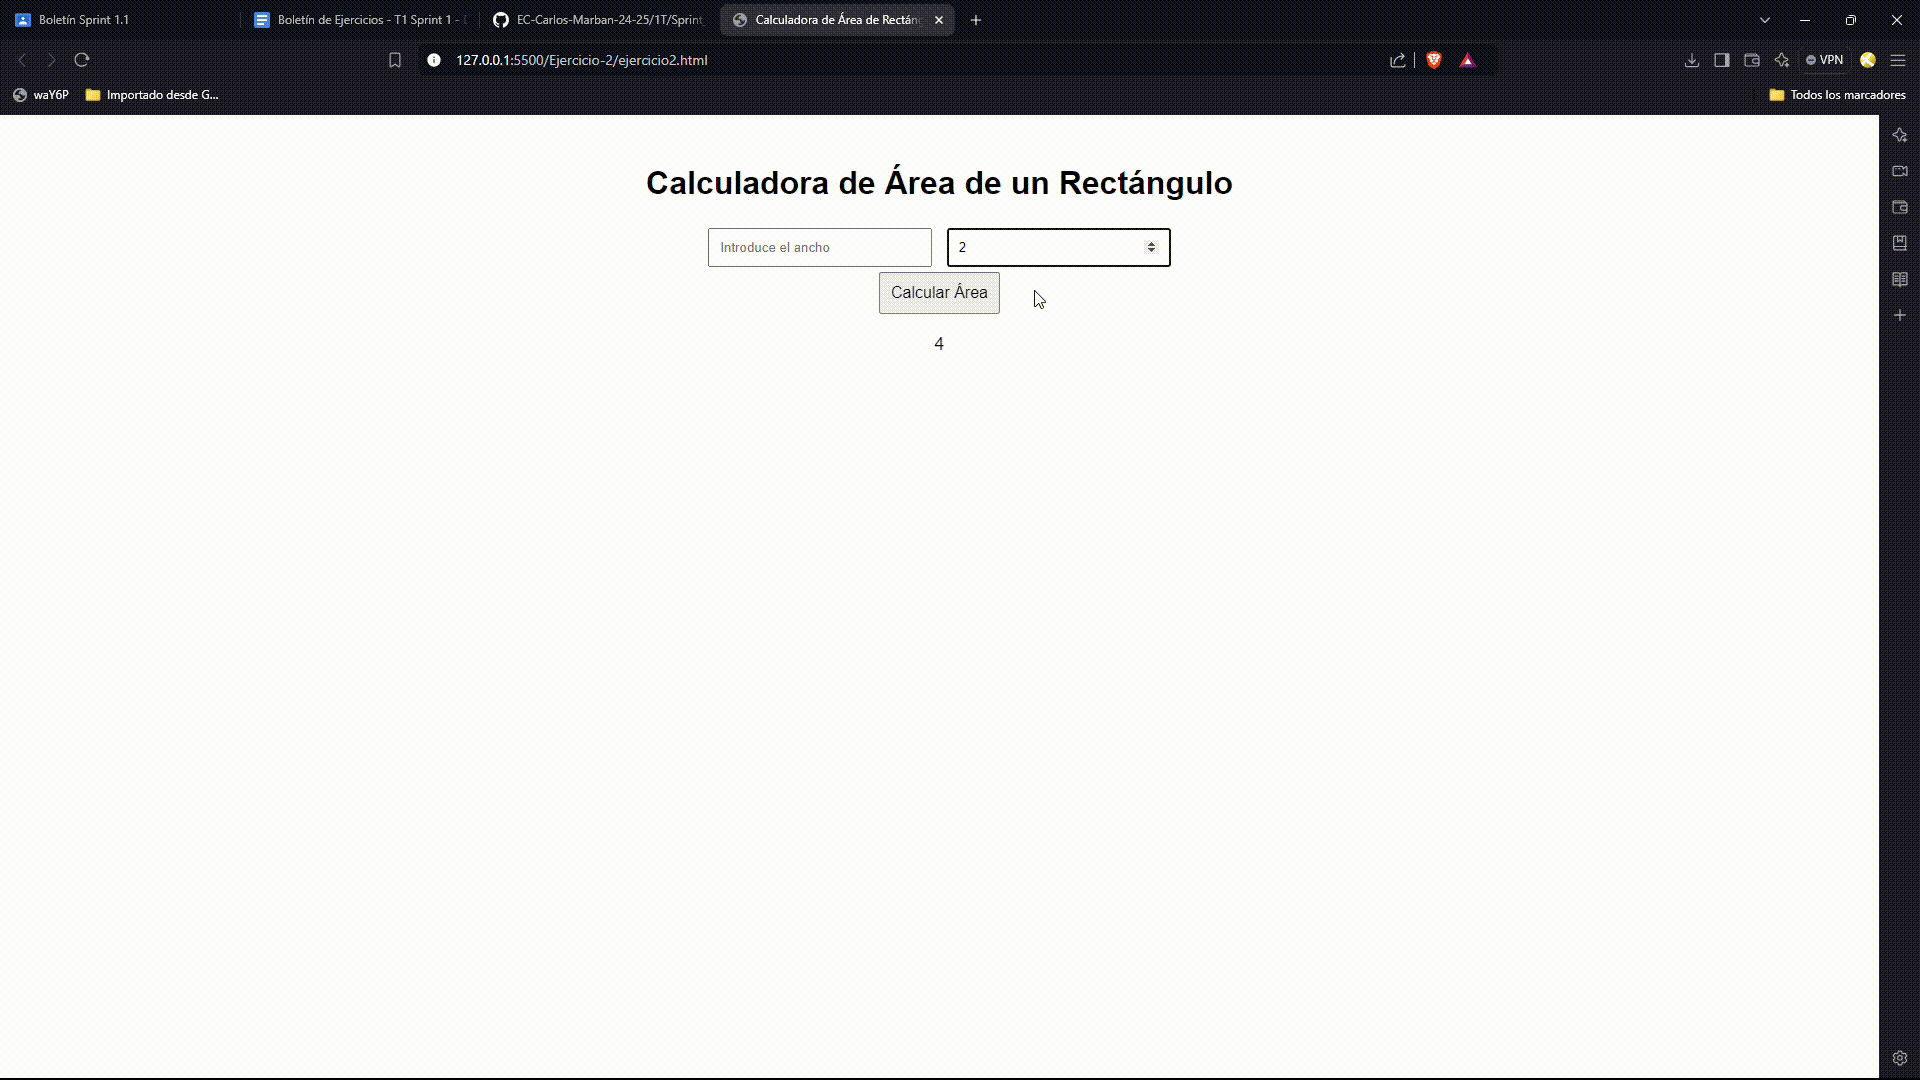 Boletín Sprint 1.1
Boletín de Ejercicios - T1 Sprint 1 -
EC-Carlos-Marban-24-25/1T/Sprint
Calculadora de Área de Rectán
127.0.0.1:5500/Ejercicio-2/ejercicio2.html
VPN
waY6P
Importado desde G...
Todos los marcadores
Calculadora de Área de un Rectángulo
Introduce el ancho
2
Calcular Área
4